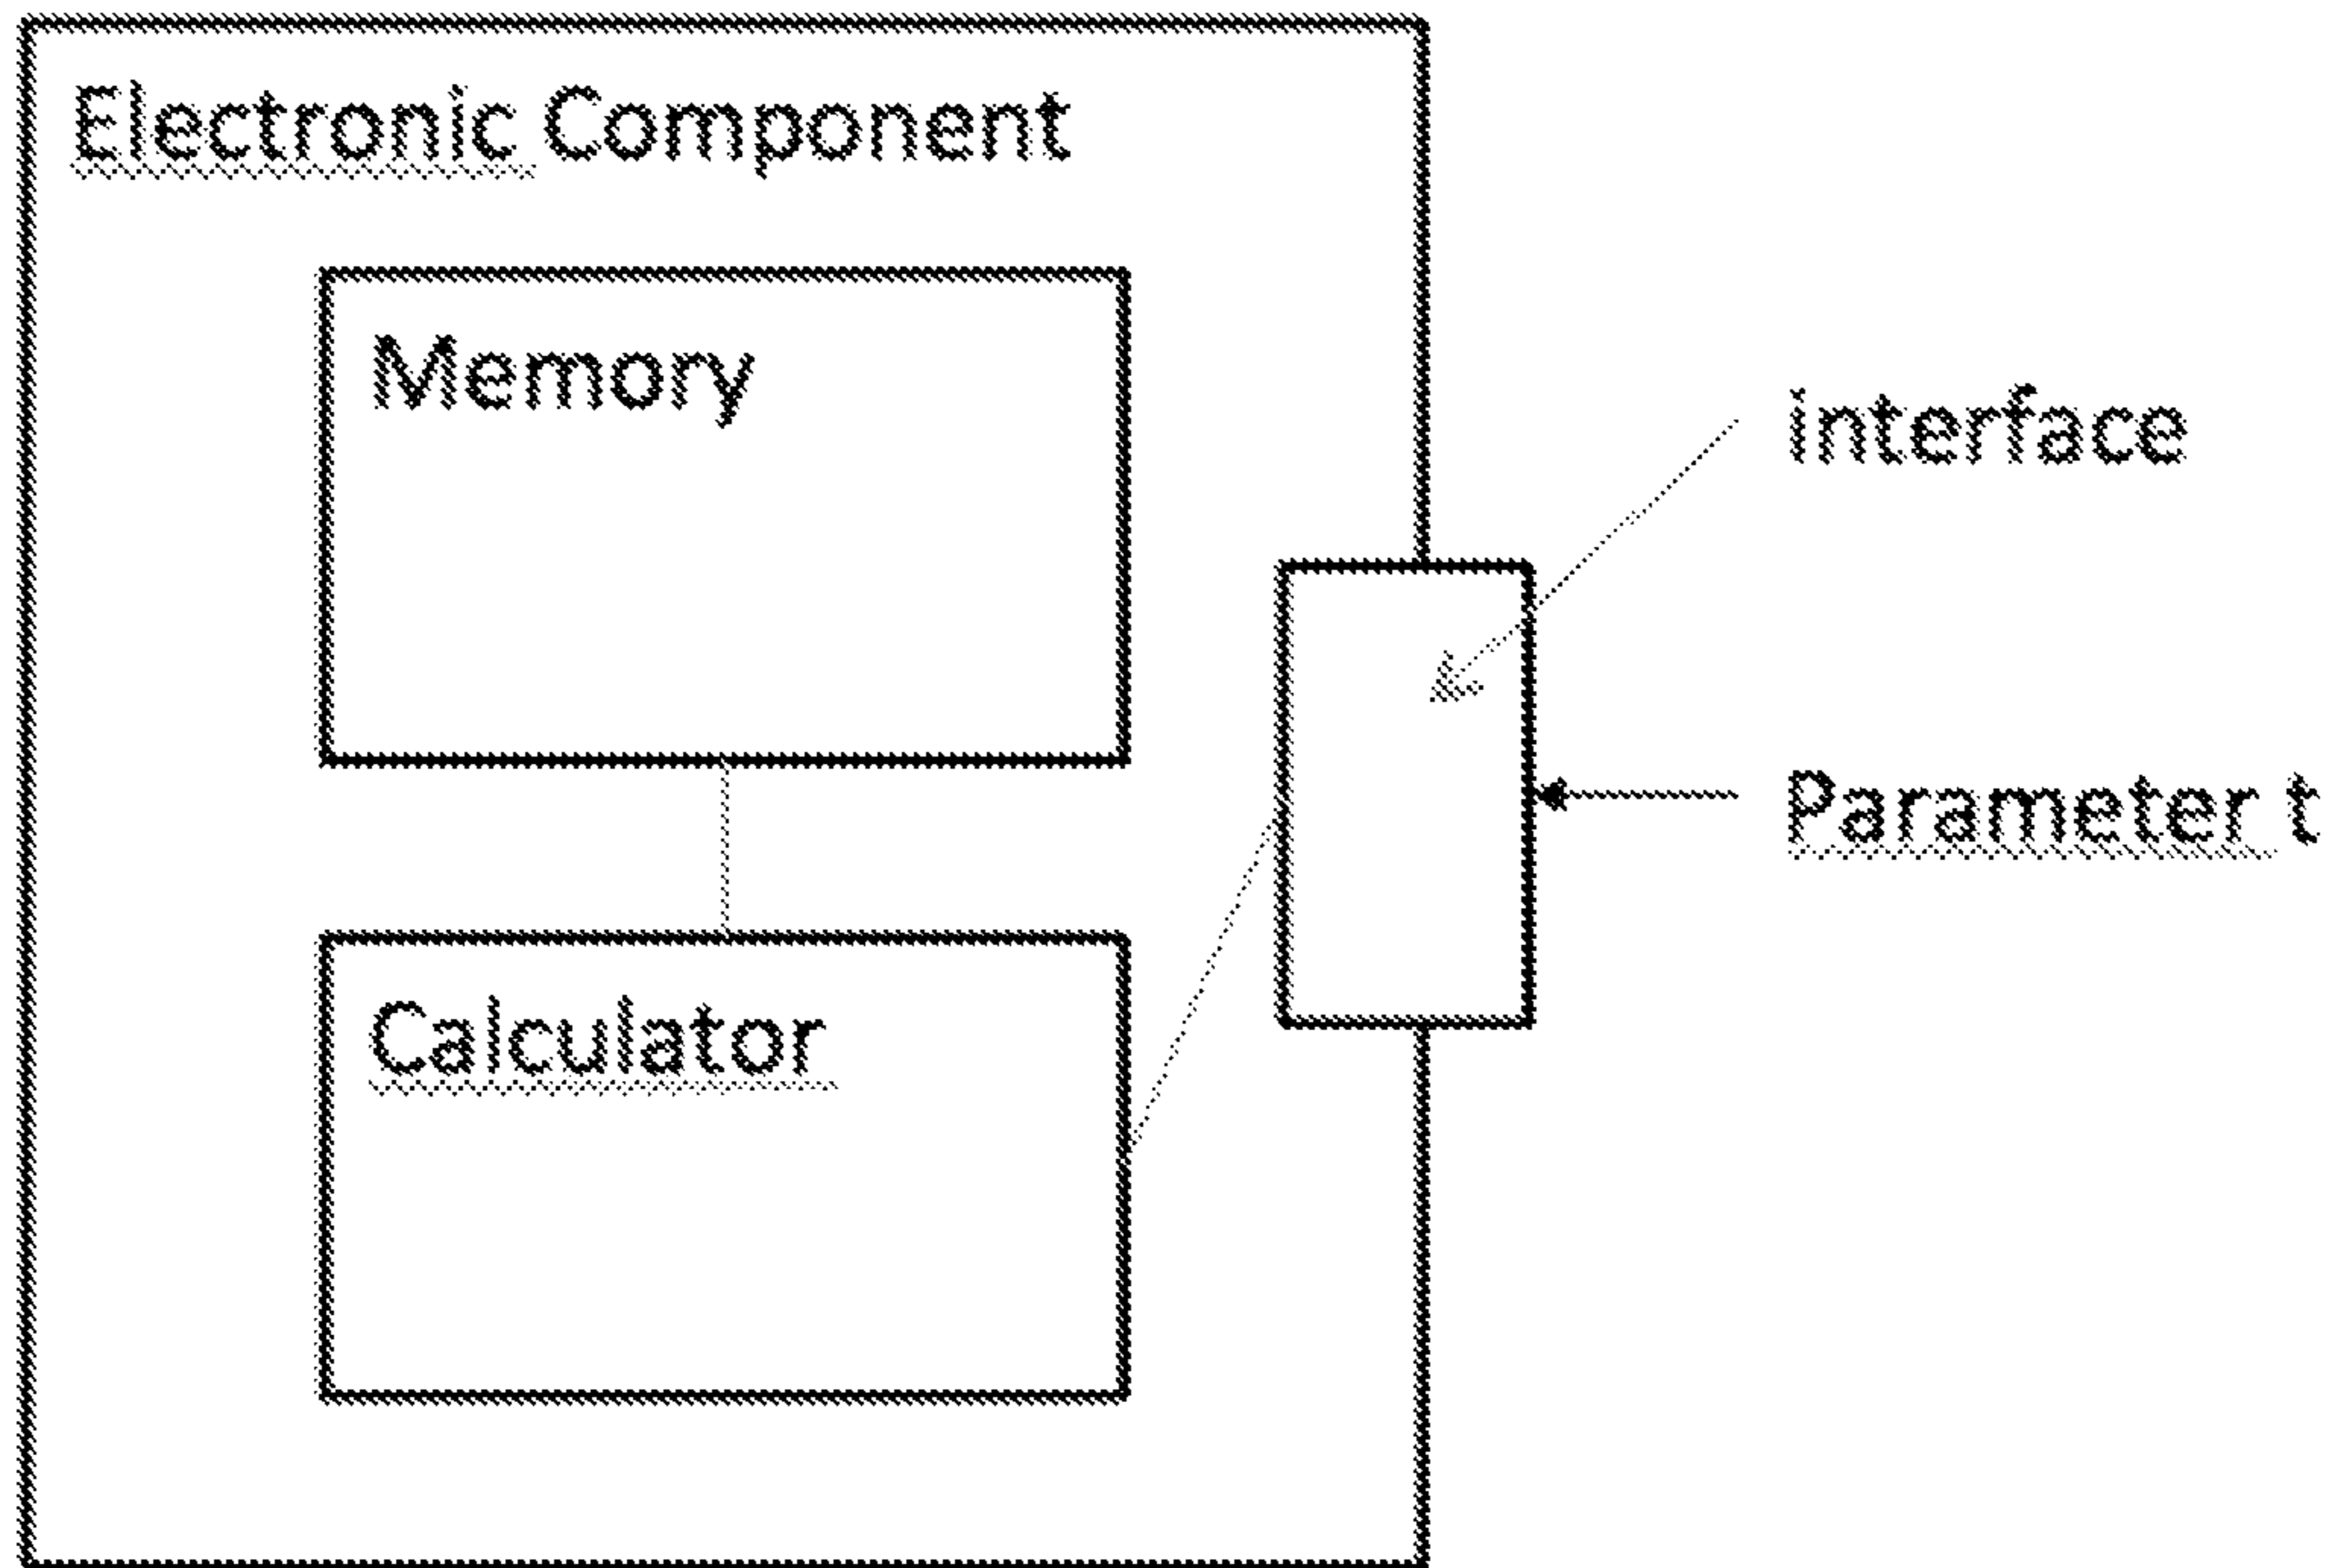 Electronic Component
Memory
interface
Parameter t
Calculator